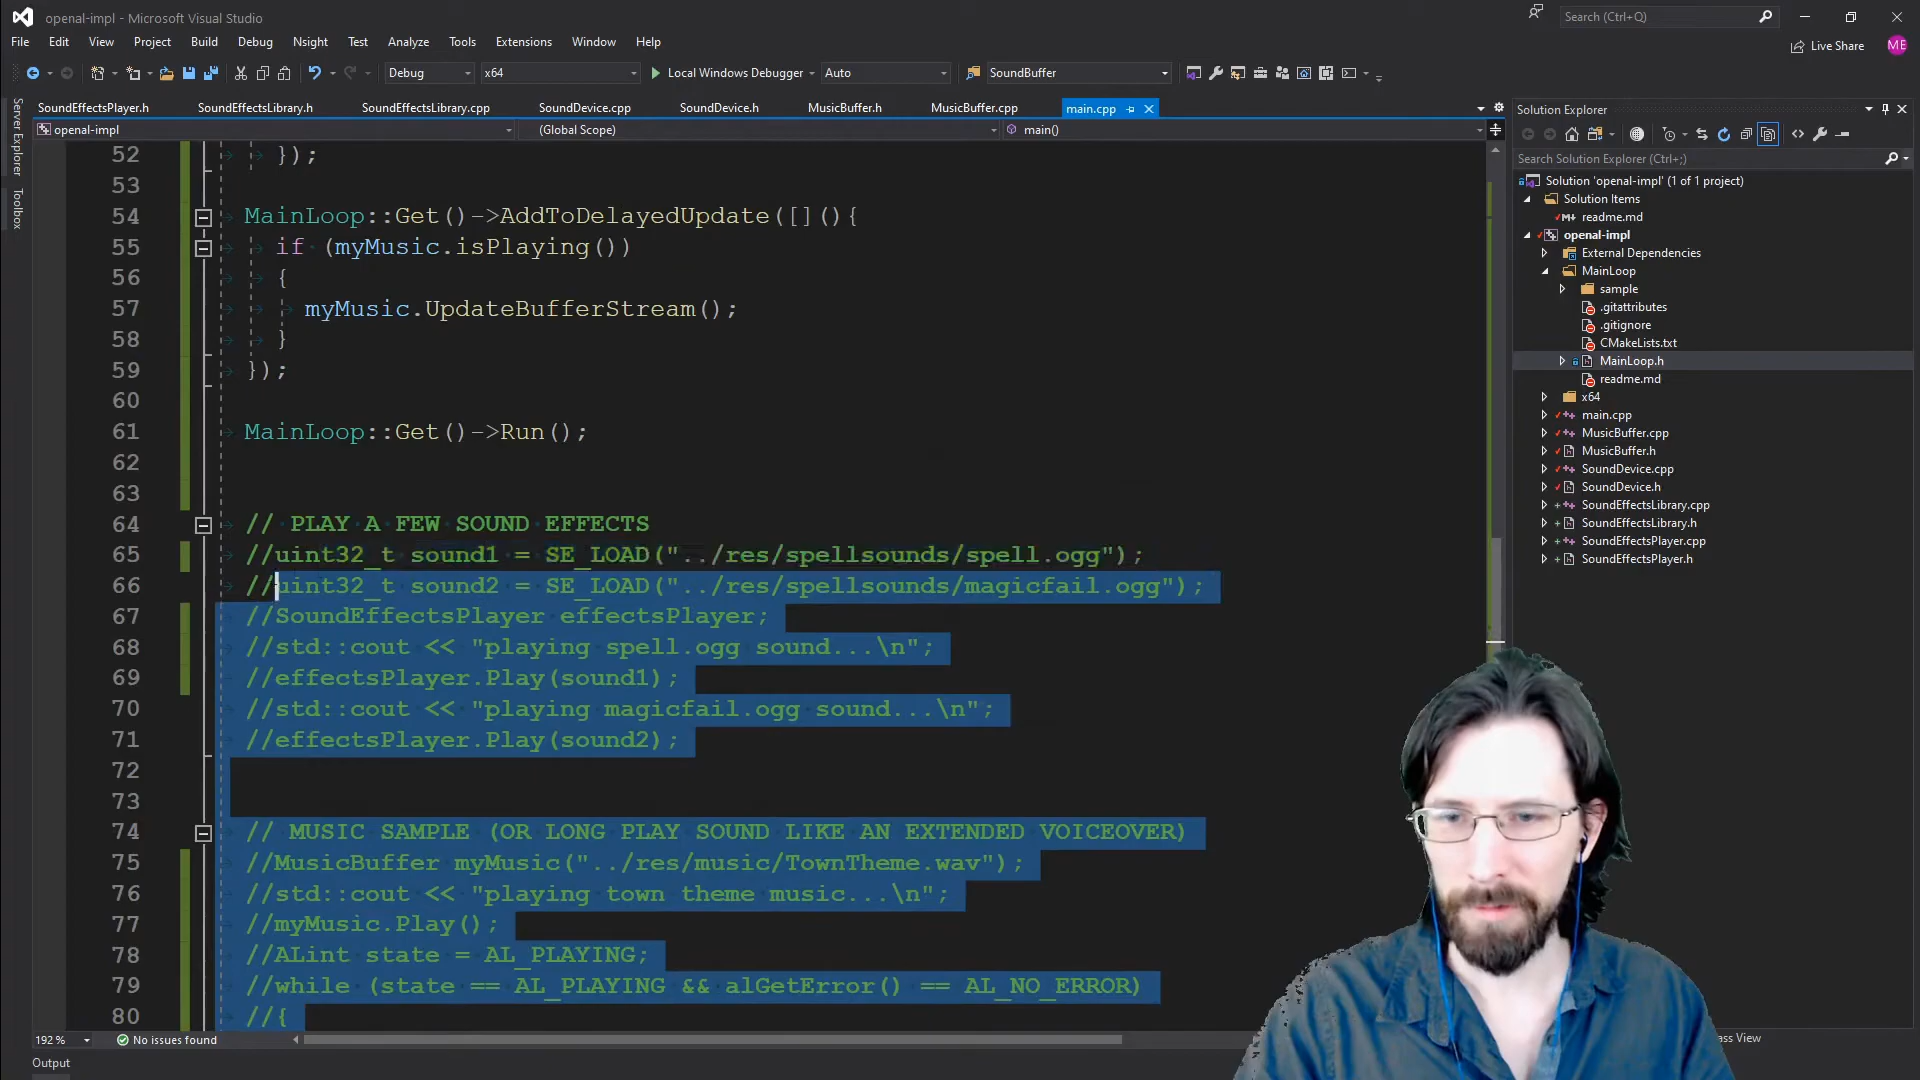 openal-impl - Microsoft Visual Studio
Search (Ctrl+Q)
File Edit View Project Build Debug Nsight Test Analyze Tools Extensions Window Help
Live Share ME
Debug x64 Local Windows Debugger Auto SoundBuffer
SoundEffectsPlayer.h SoundEffectsLibrary.h SoundEffectsLibrary.cpp SoundDevice.cpp SoundDevice.h MusicBuffer.h MusicBuffer.cpp main.cpp
openal-impl (Global Scope) main()
Server Explorer
Toolbox
52 });
53
54 MainLoop::Get()->AddToDelayedUpdate([](){
55 if (myMusic.isPlaying())
56 {
57 myMusic.UpdateBufferStream();
58 }
59 });
60
61 MainLoop::Get()->Run();
62
63
64 // PLAY A FEW SOUND EFFECTS
65 //uint32_t sound1 = SE_LOAD("../res/spellsounds/spell.ogg");
66 //uint32_t sound2 = SE_LOAD("../res/spellsounds/magicfail.ogg");
67 //SoundEffectsPlayer effectsPlayer;
68 //std::cout << "playing spell.ogg sound...\n";
69 //effectsPlayer.Play(sound1);
70 //std::cout << "playing magicfail.ogg sound...\n";
71 //effectsPlayer.Play(sound2);
72
73
74 // MUSIC SAMPLE (OR LONG PLAY SOUND LIKE AN EXTENDED VOICEOVER)
75 //MusicBuffer myMusic("../res/music/TownTheme.wav");
76 //std::cout << "playing town theme music...\n";
77 //myMusic.Play();
78 //ALint state = AL_PLAYING;
79 //while (state == AL_PLAYING && alGetError() == AL_NO_ERROR)
80 //{
192 % No issues found
Output
Solution Explorer
Search Solution Explorer (Ctrl+;)
Solution 'openal-impl' (1 of 1 project)
Solution Items
readme.md
openal-impl
External Dependencies
MainLoop
sample
.gitattributes
.gitignore
CMakeLists.txt
MainLoop.h
readme.md
x64
main.cpp
MusicBuffer.cpp
MusicBuffer.h
SoundDevice.cpp
SoundDevice.h
SoundEffectsLibrary.cpp
SoundEffectsLibrary.h
SoundEffectsPlayer.cpp
SoundEffectsPlayer.h
ass View